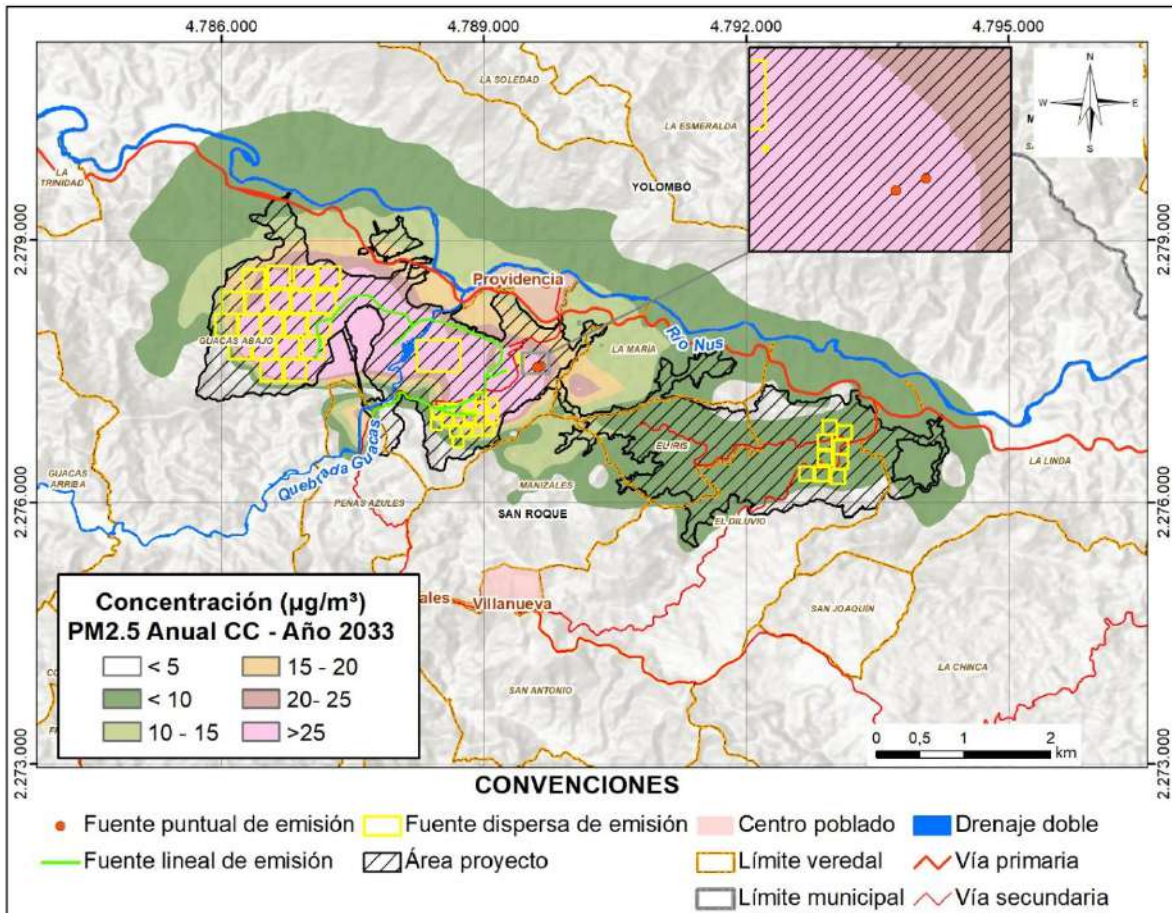 4.786.000 4.789.000 4.792.000 4.795.000
N
W E
S
LA SOLEDAD
LA ESMERALDA
LA TRINIDAD
YOLOMBÓ
2.279.000 2.279.000
Providencia
GUACAS ABAJO
LA MARÍA
Río Nus
EL IRIS
LA LINDA
GUACAS ARRIBA
Quebrada Guacas
PEÑAS AZULES
MANIZALES
SAN ROQUE
EL DILUVIO
2.276.000 2.276.000
ales Villanueva
SAN JOAQUÍN
SAN ANTONIO
LA CHINCA
Concentración (µg/m³)
PM2.5 Anual CC - Año 2033
< 5 15 - 20
< 10 20- 25
10 - 15 >25
0 0,5 1 2
km
2.273.000 2.273.000
CONVENCIONES
Fuente puntual de emisión Fuente dispersa de emisión Centro poblado Drenaje doble
Fuente lineal de emisión Área proyecto Límite veredal Vía primaria
Límite municipal Vía secundaria